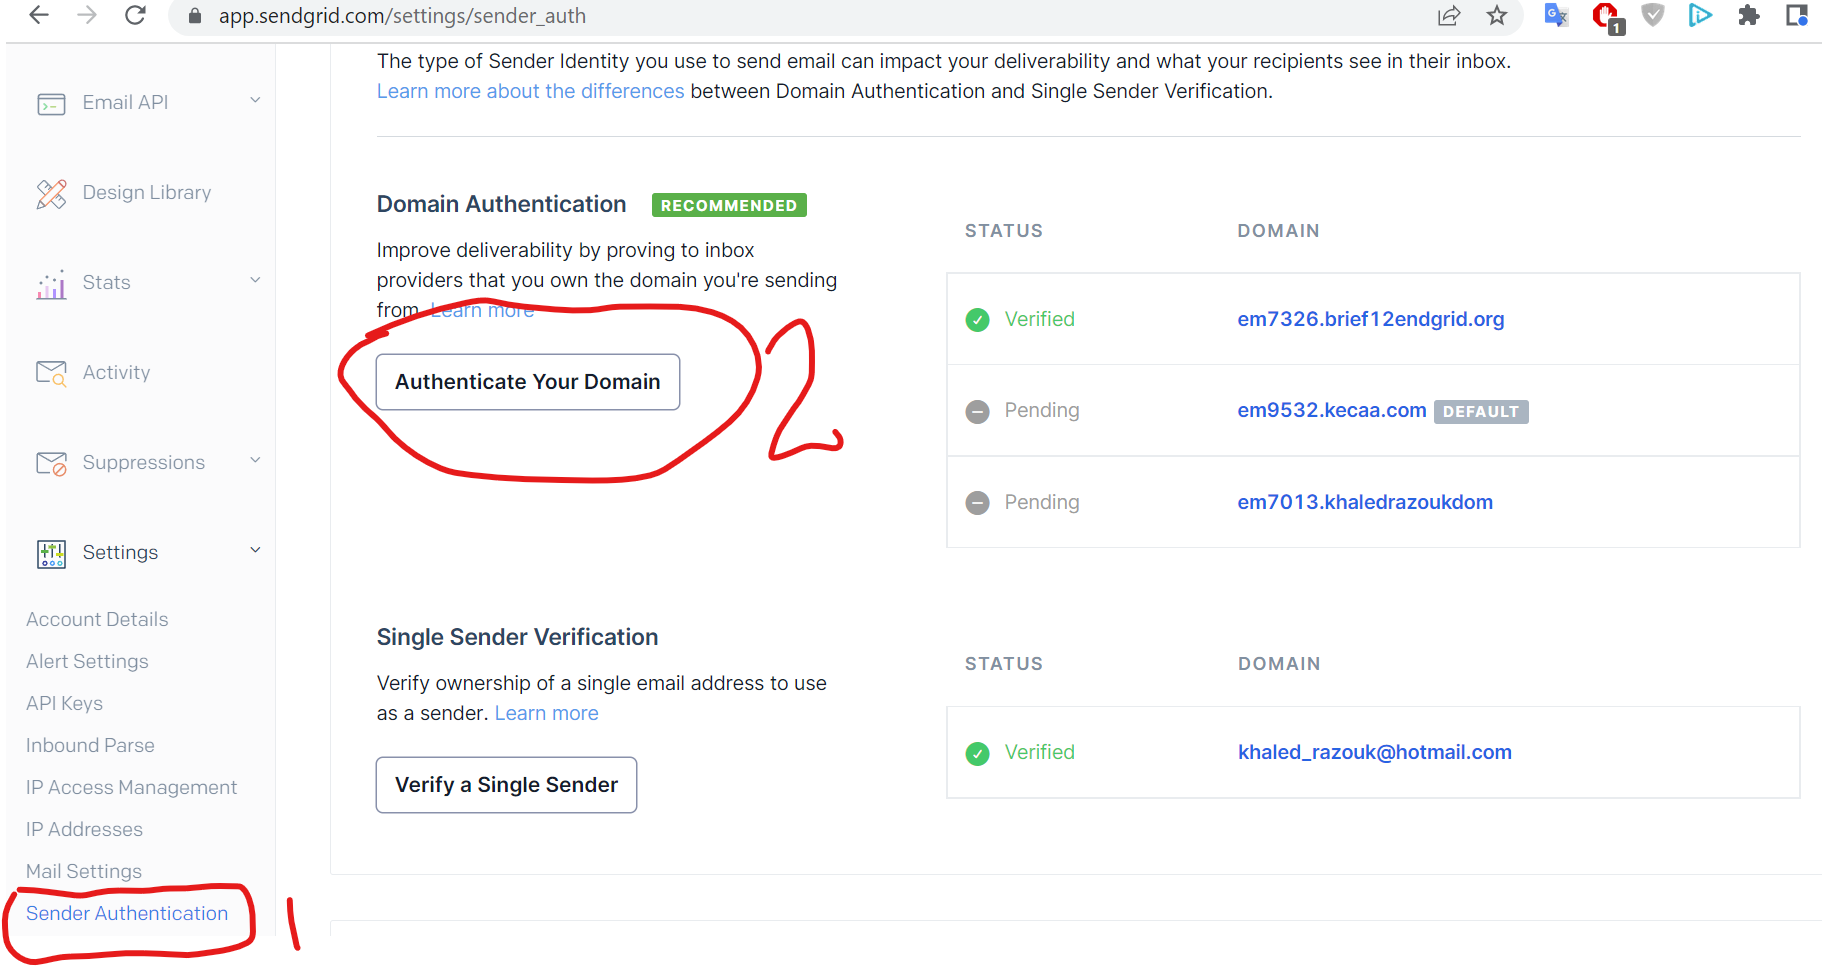 app.sendgrid.com/settings/sender_auth
1
The type of Sender Identity you use to send email can impact your deliverability and what your recipients see in their inbox.
Learn more about the differences between Domain Authentication and Single Sender Verification.
Email API
Design Library
Stats
Activity
Suppressions
Settings
Account Details
Alert Settings
API Keys
Inbound Parse
IP Access Management
IP Addresses
Mail Settings
Sender Authentication
1
Domain Authentication RECOMMENDED
Improve deliverability by proving to inbox
providers that you own the domain you're sending
from. Learn more
Authenticate Your Domain
2
STATUS DOMAIN
Verified em7326.brief12endgrid.org
Pending em9532.kecaa.com DEFAULT
Pending em7013.khaledrazoukdom
Single Sender Verification
Verify ownership of a single email address to use
as a sender. Learn more
Verify a Single Sender
STATUS DOMAIN
Verified khaled_razouk@hotmail.com